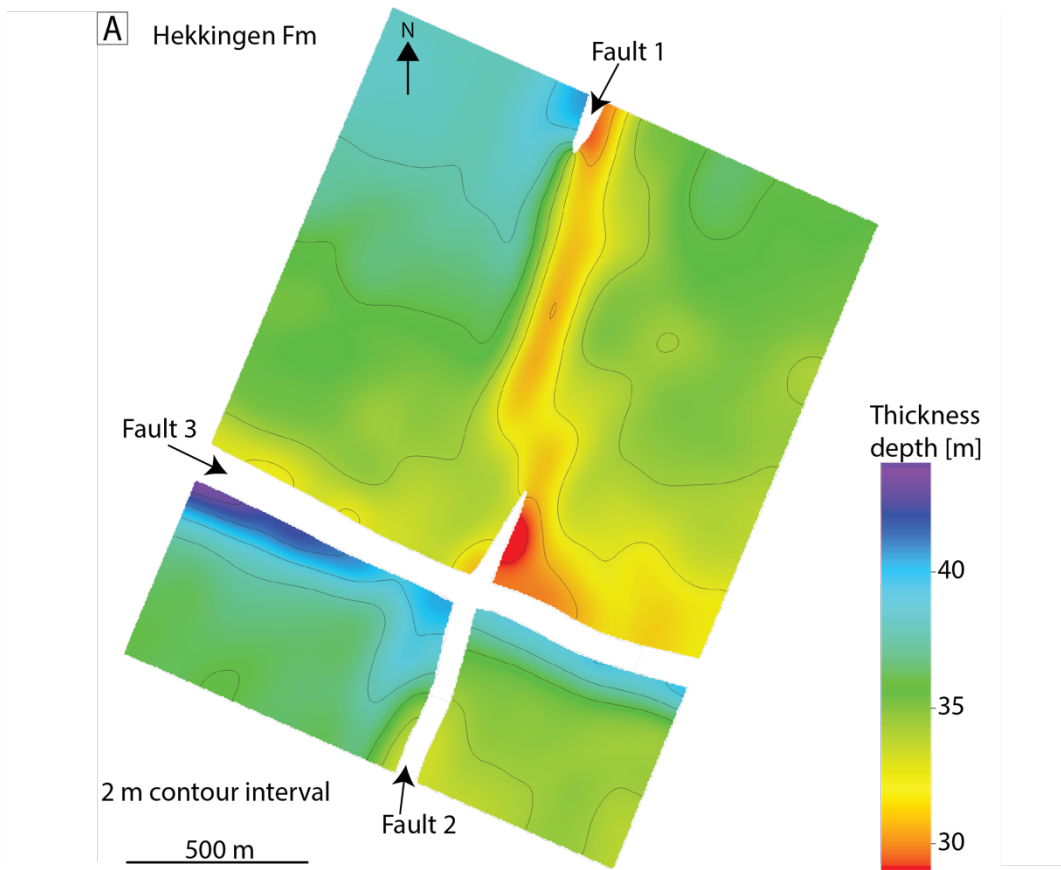 A
Hekkingen Fm
N
Fault 1
Fault 3
Thickness
depth [m]
40
35
30
2 m contour interval
500 m
Fault 2